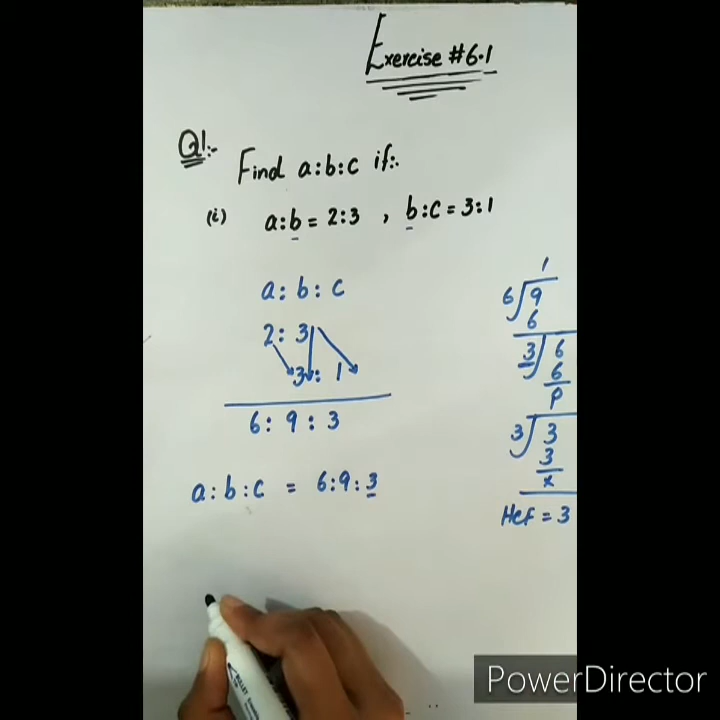 Exercise #6.1
Q1:- Find a:b:c if:-
(i) a:b = 2:3 , b:c = 3:1
a : b : c
2 : 3
3 : 1
6 : 9 : 3
a : b : c = 6:9:3
1
6 9
6
3 6
6
3 3
3
x
Hcf = 3
PowerDirector